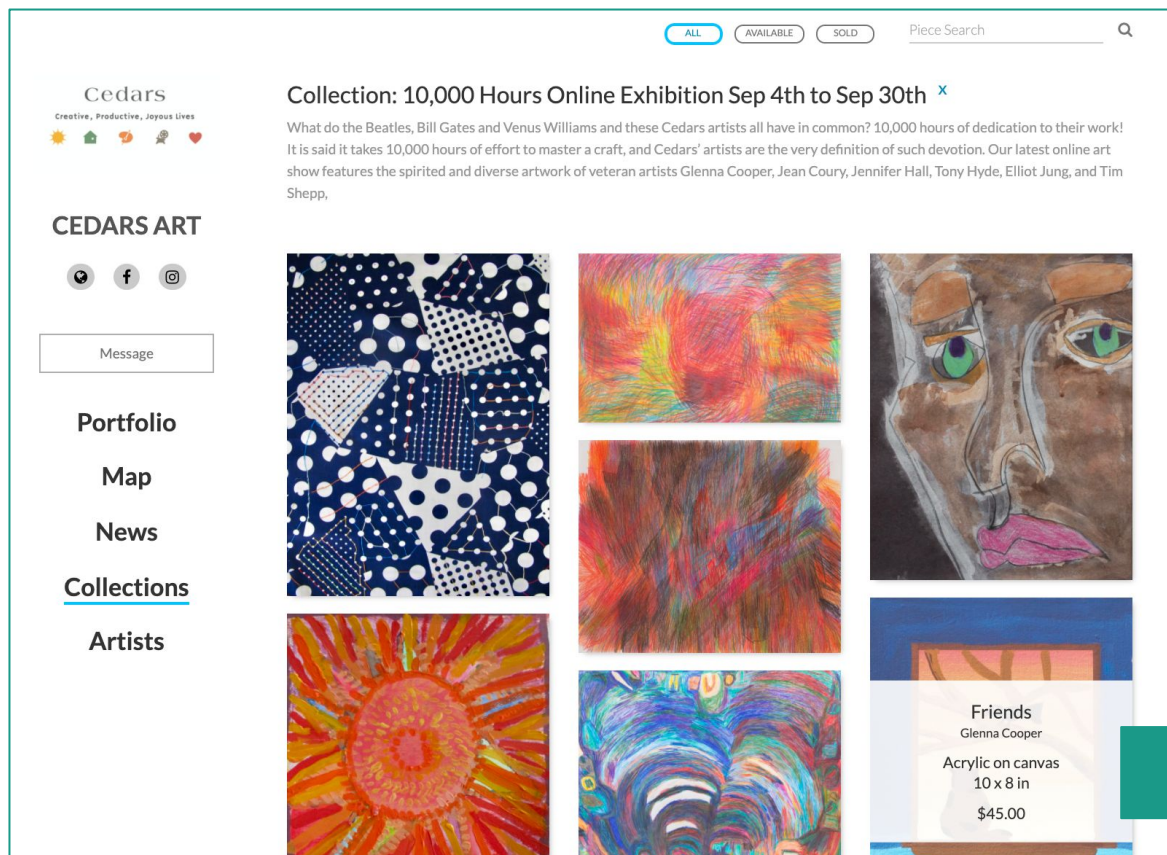 ALL
AVAILABLE
SOLD
Piece Search
Cedars
Creative, Productive, Joyous Lives
CEDARS ART
Message
Portfolio
Map
News
Collections
Artists
Collection: 10,000 Hours Online Exhibition Sep 4th to Sep 30th x
What do the Beatles, Bill Gates and Venus Williams and these Cedars artists all have in common? 10,000 hours of dedication to their work!
It is said it takes 10,000 hours of effort to master a craft, and Cedars' artists are the very definition of such devotion. Our latest online art
show features the spirited and diverse artwork of veteran artists Glenna Cooper, Jean Coury, Jennifer Hall, Tony Hyde, Elliot Jung, and Tim
Shepp,
Friends
Glenna Cooper
Acrylic on canvas
10 x 8 in
$45.00